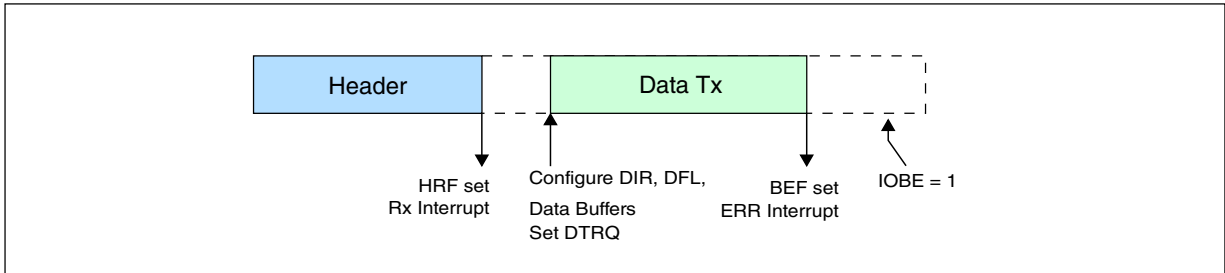 Header
Data Tx
HRF set
Rx Interrupt
Configure DIR, DFL,
Data Buffers
Set DTRQ
BEF set
ERR Interrupt
IOBE = 1